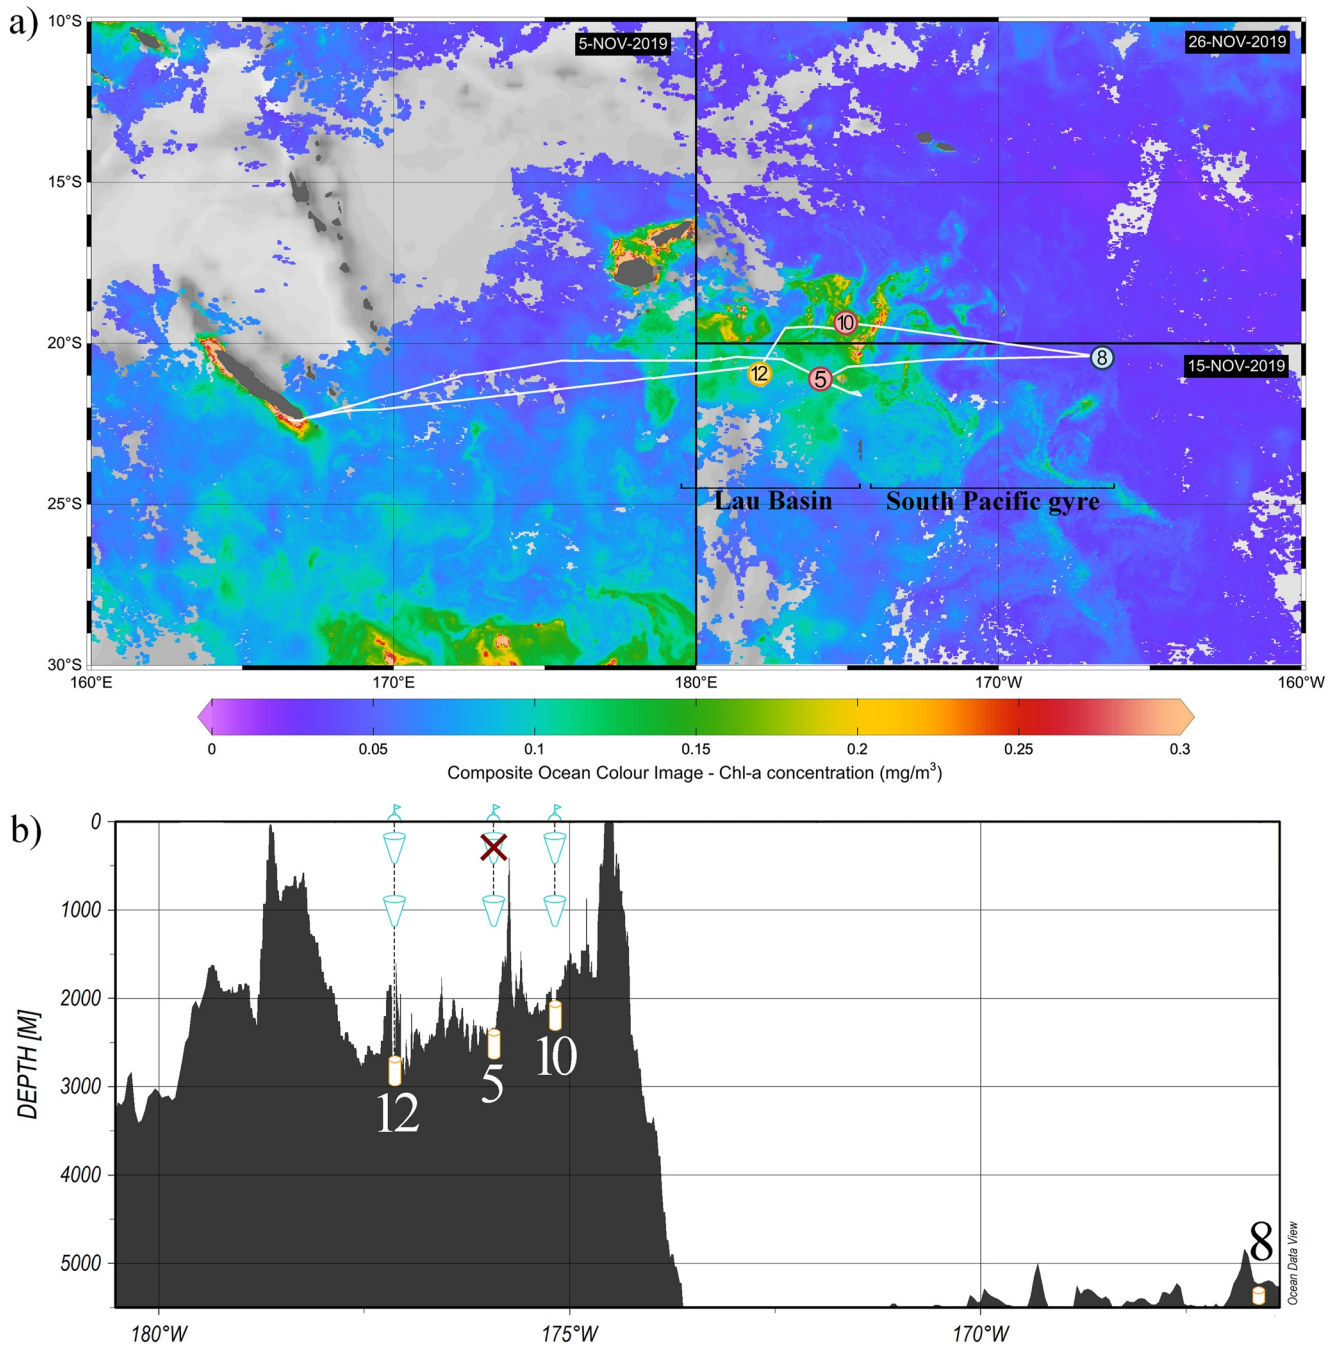 a)
10°S
5-NOV-2019
26-NOV-2019
15°S
20°S
10
8
12
5
15-NOV-2019
25°S
Lau Basin
South Pacific gyre
30°S
160°E
170°E
180°E
170°W
160°W
0
0.05
0.1
0.15
0.2
0.25
0.3
Composite Ocean Colour Image - Chl-a concentration (mg/m³)
b)
0
1000
2000
3000
4000
5000
DEPTH [M]
12
5
10
8
Ocean Data View
180°W
175°W
170°W